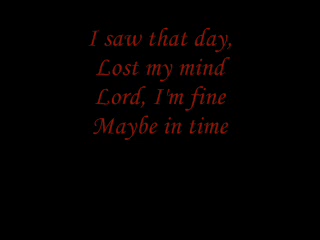 I saw that day,
Lost my mind
Lord, I'm fine
Maybe in time